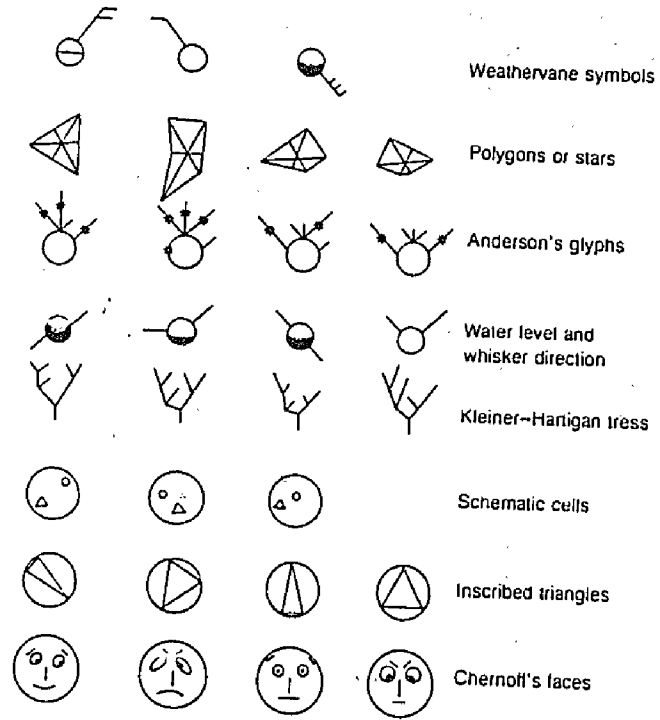 Weathervane symbols
Polygons or stars
Anderson's glyphs
Water level and
whisker direction
Kleiner-Hartigan tress
Schematic cells
Inscribed triangles
Chernoff's faces